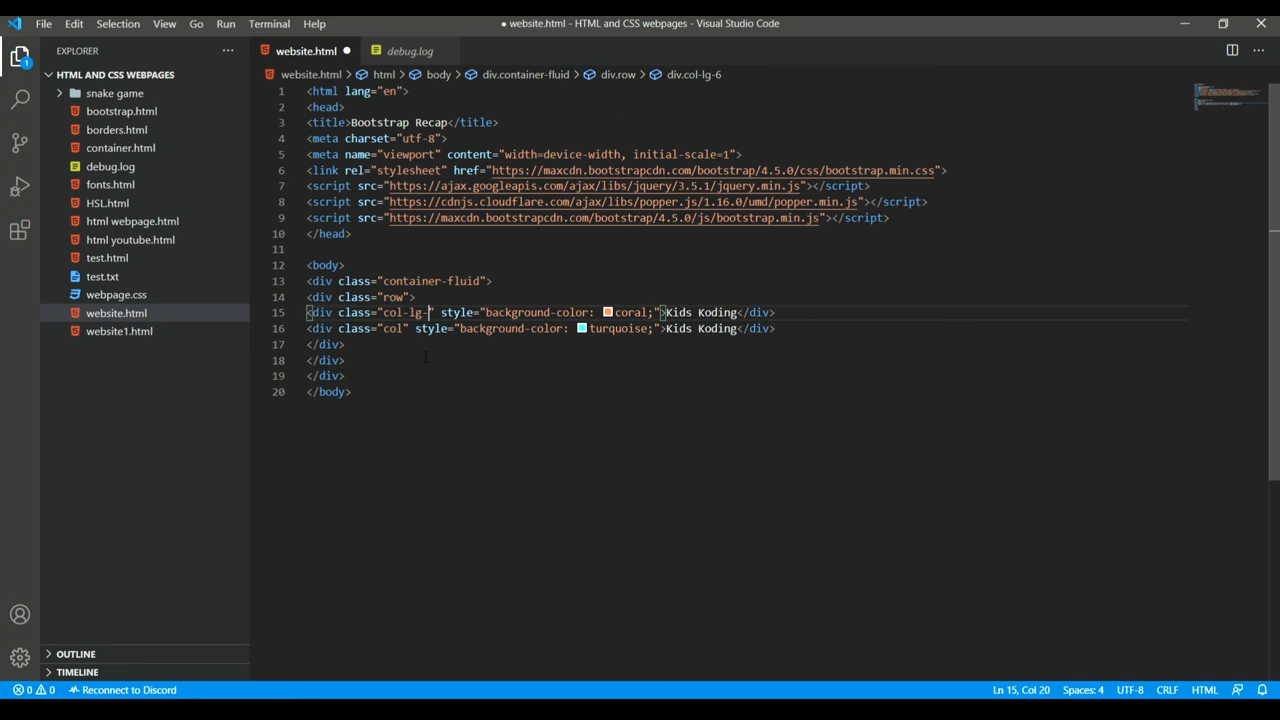 File Edit Selection View Go Run Terminal Help
● website.html - HTML and CSS webpages - Visual Studio Code
EXPLORER
1
HTML AND CSS WEBPAGES
snake game
bootstrap.html
borders.html
container.html
debug.log
fonts.html
HSL.html
html webpage.html
html youtube.html
test.html
test.txt
webpage.css
website.html
website1.html
OUTLINE
TIMELINE
website.html ● debug.log
website.html > html > body > div.container-fluid > div.row > div.col-lg-6
1 <html lang="en">
2 <head>
3 <title>Bootstrap Recap</title>
4 <meta charset="utf-8">
5 <meta name="viewport" content="width=device-width, initial-scale=1">
6 <link rel="stylesheet" href="https://maxcdn.bootstrapcdn.com/bootstrap/4.5.0/css/bootstrap.min.css">
7 <script src="https://ajax.googleapis.com/ajax/libs/jquery/3.5.1/jquery.min.js"></script>
8 <script src="https://cdnjs.cloudflare.com/ajax/libs/popper.js/1.16.0/umd/popper.min.js"></script>
9 <script src="https://maxcdn.bootstrapcdn.com/bootstrap/4.5.0/js/bootstrap.min.js"></script>
10 </head>
11
12 <body>
13 <div class="container-fluid">
14 <div class="row">
15 <div class="col-lg-" style="background-color: coral;">Kids Koding</div>
16 <div class="col" style="background-color: turquoise;">Kids Koding</div>
17 </div>
18 </div>
19 </div>
20 </body>
0 0 Reconnect to Discord
Ln 15, Col 20 Spaces: 4 UTF-8 CRLF HTML